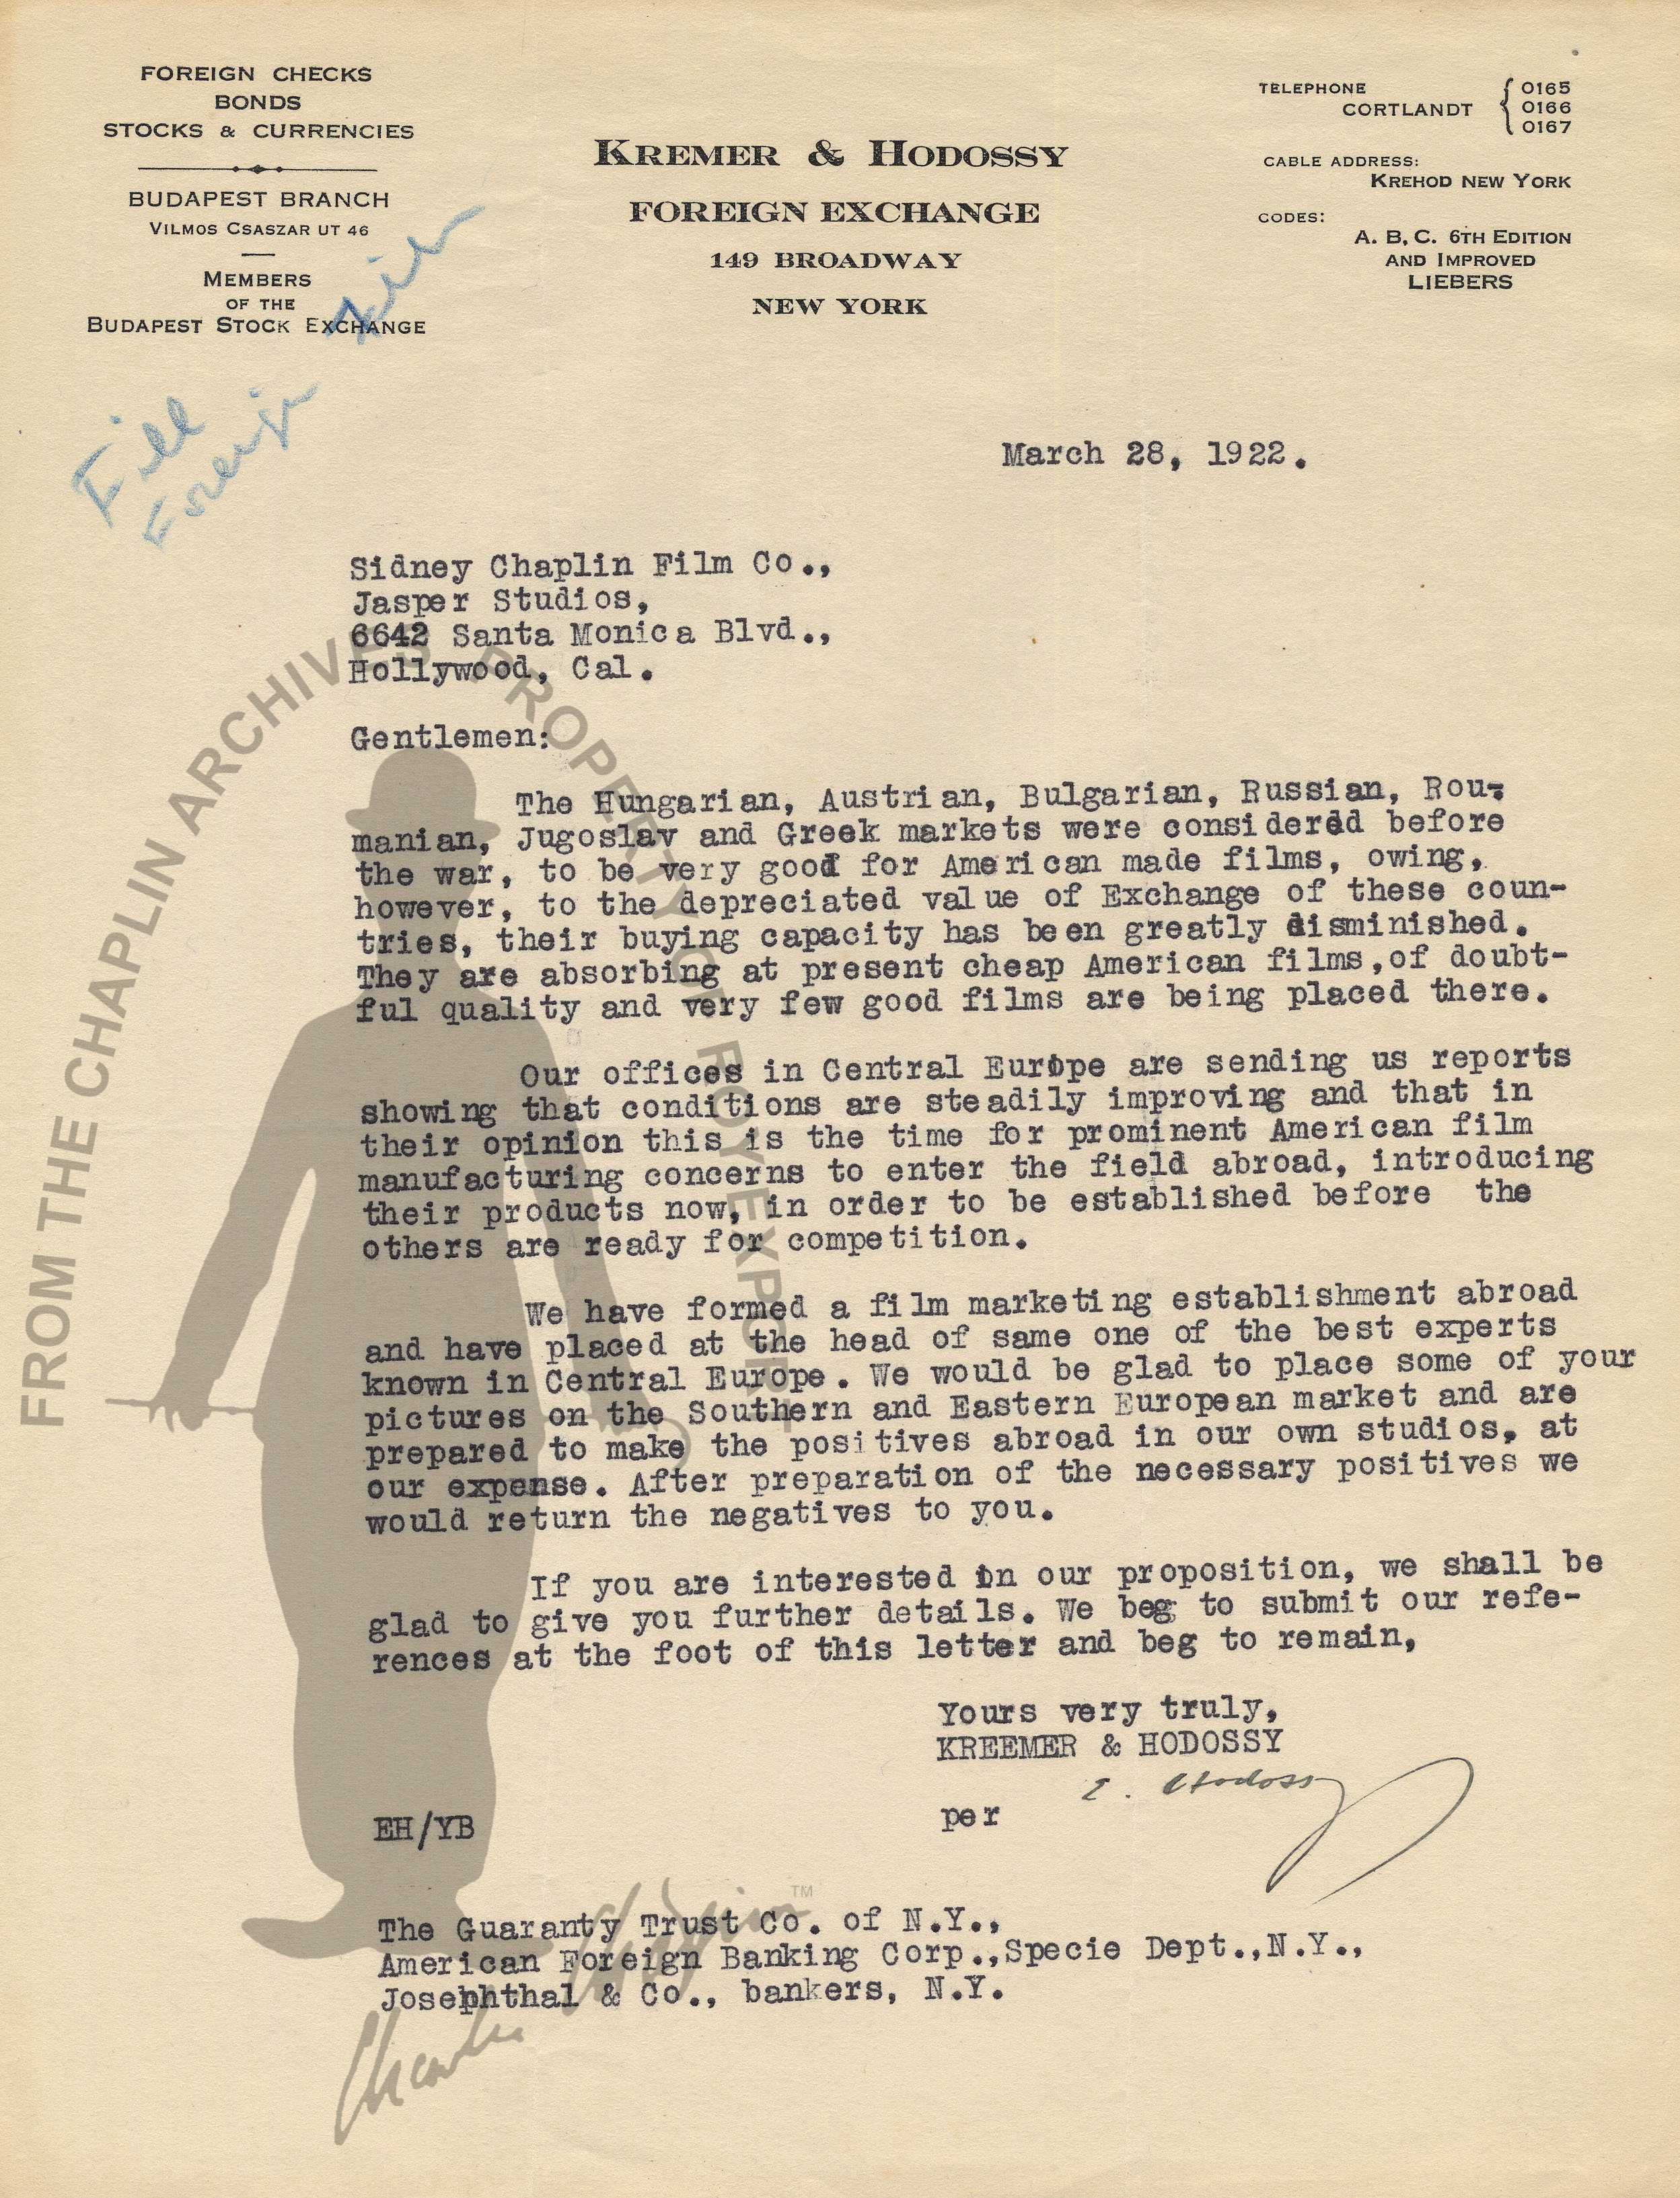 FOREIGN CHECKS
BONDS
STOCKS & CURRENCIES
BUDAPEST BRANCH
VILMOS CSASZAR UT 46
MEMBERS
OF THE
BUDAPEST STOCK EXCHANGE
KREMER & HODOSSY
FOREIGN EXCHANGE
149 BROADWAY
NEW YORK
TELEPHONE
CORTLANDT { 0165
0166
0167
CABLE ADDRESS:
KREHOD NEW YORK
CODES:
A. B. C. 6TH EDITION
AND IMPROVED
LIEBERS
Foreign
March 28, 1922.
Sidney Chaplin Film Co.,
Jasper Studios,
6642 Santa Monica Blvd.,
Hollywood, Cal.
Gentlemen:
The Hungarian, Austrian, Bulgarian, Russian, Rou-
manian, Jugoslav and Greek markets were considered before
the war, to be very good for American made films, owing,
however, to the depreciated value of Exchange of these coun-
tries, their buying capacity has been greatly disminished.
They are absorbing at present cheap American films,of doubt-
ful quality and very few good films are being placed there.
Our offices in Central Europe are sending us reports
showing that conditions are steadily improving and that in
their opinion this is the time for prominent American film
manufacturing concerns to enter the field abroad, introducing
their products now, in order to be established before the
others are ready for competition.
We have formed a film marketing establishment abroad
and have placed at the head of same one of the best experts
known in Central Europe. We would be glad to place some of your
pictures on the Southern and Eastern European market and are
prepared to make the positives abroad in our own studios, at
our expense. After preparation of the necessary positives we
would return the negatives to you.
If you are interested in our proposition, we shall be
glad to give you further details. We beg to submit our refe-
rences at the foot of this letter and beg to remain,
Yours very truly,
KREEMER & HODOSSY
E. Hodossy
per
EH/YB
The Guaranty Trust Co. of N.Y.,
American Foreign Banking Corp.,Specie Dept.,N.Y.,
Josephthal & Co., bankers, N.Y.
FROM THE CHAPLIN ARCHIVES PROPERTY OF ROY EXPORT
Charlie Chaplin™